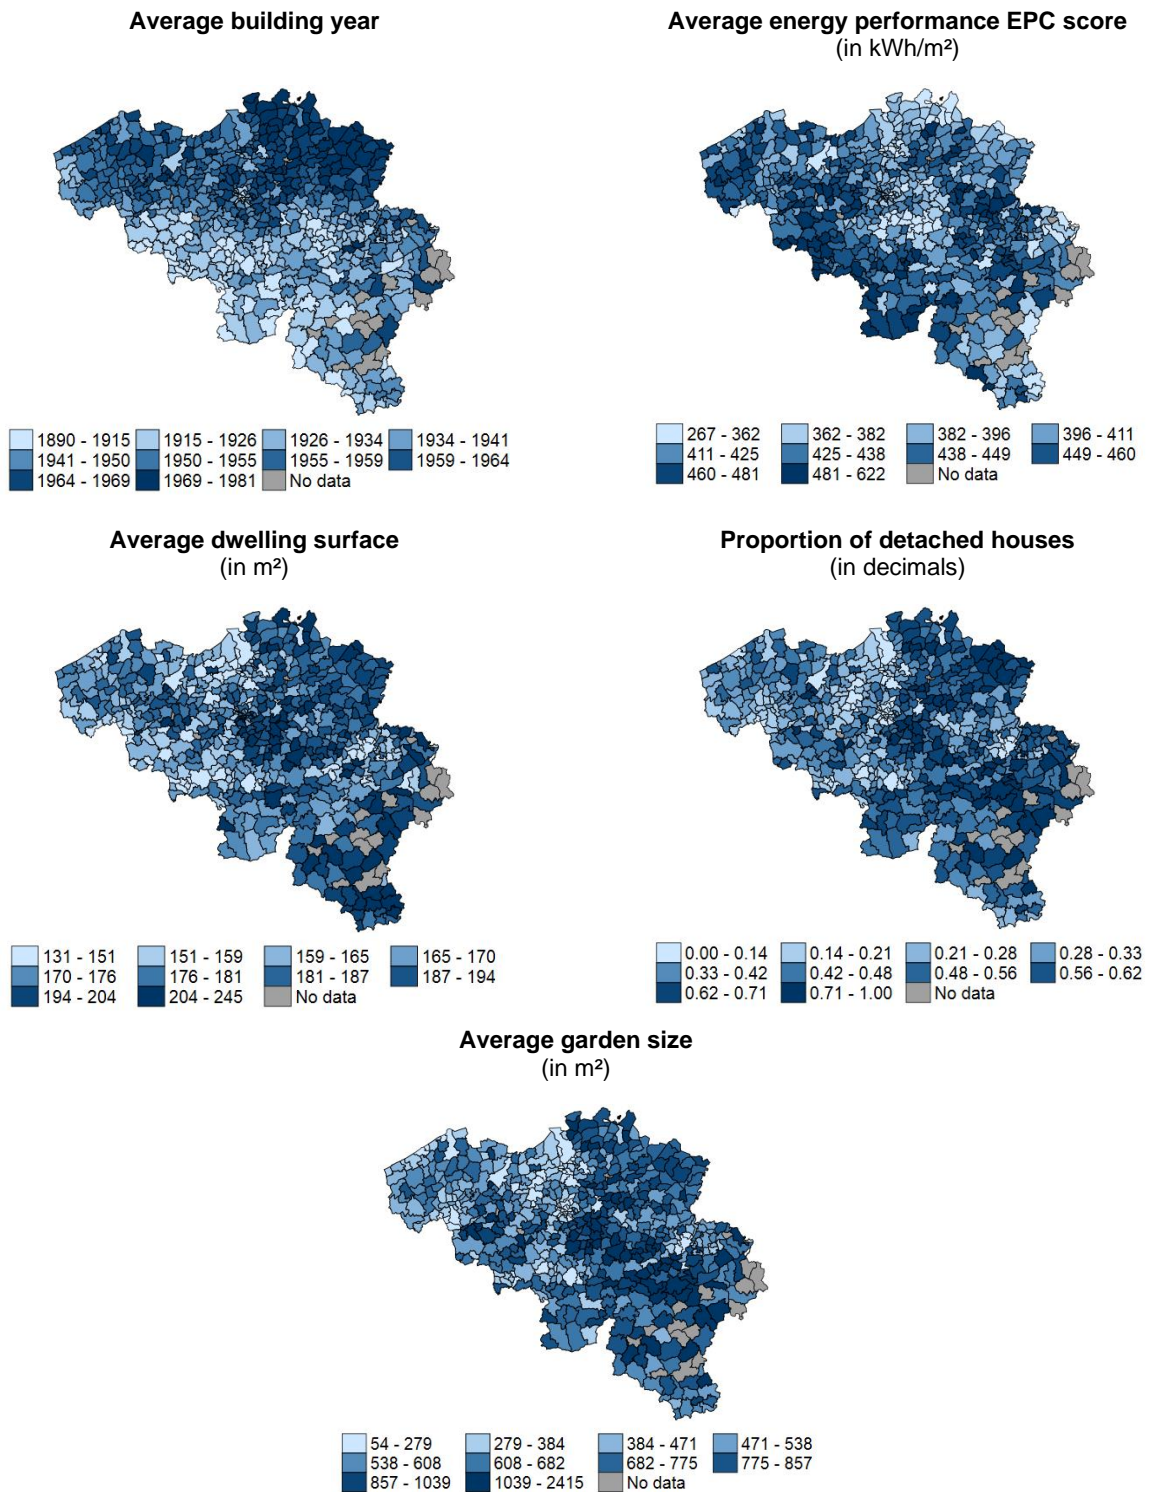 Average building year
Average energy performance EPC score
(in kWh/m²)
1890 - 1915 1915 - 1926 1926 - 1934 1934 - 1941
1941 - 1950 1950 - 1955 1955 - 1959 1959 - 1964
1964 - 1969 1969 - 1981 No data
267 - 362 362 - 382 382 - 396 396 - 411
411 - 425 425 - 438 438 - 449 449 - 460
460 - 481 481 - 622 No data
Average dwelling surface
(in m²)
Proportion of detached houses
(in decimals)
131 - 151 151 - 159 159 - 165 165 - 170
170 - 176 176 - 181 181 - 187 187 - 194
194 - 204 204 - 245 No data
0.00 - 0.14 0.14 - 0.21 0.21 - 0.28 0.28 - 0.33
0.33 - 0.42 0.42 - 0.48 0.48 - 0.56 0.56 - 0.62
0.62 - 0.71 0.71 - 1.00 No data
Average garden size
(in m²)
54 - 279 279 - 384 384 - 471 471 - 538
538 - 608 608 - 682 682 - 775 775 - 857
857 - 1039 1039 - 2415 No data